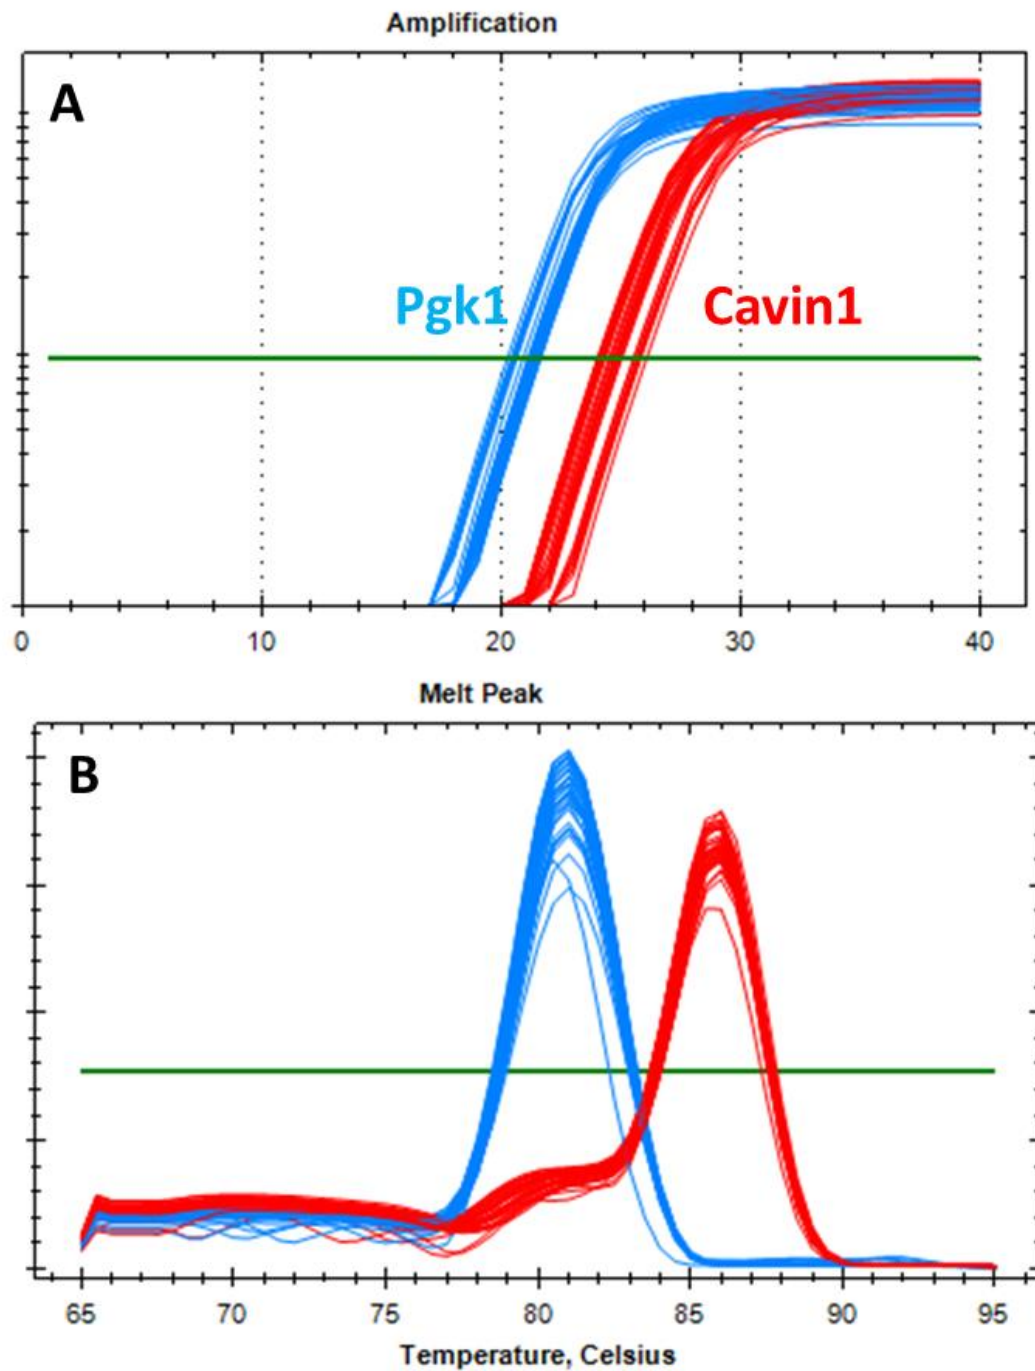 Amplification
A
Pgk1 Cavin1
0 10 20 30 40
Melt Peak
B
65 70 75 80 85 90 95
Temperature, Celsius